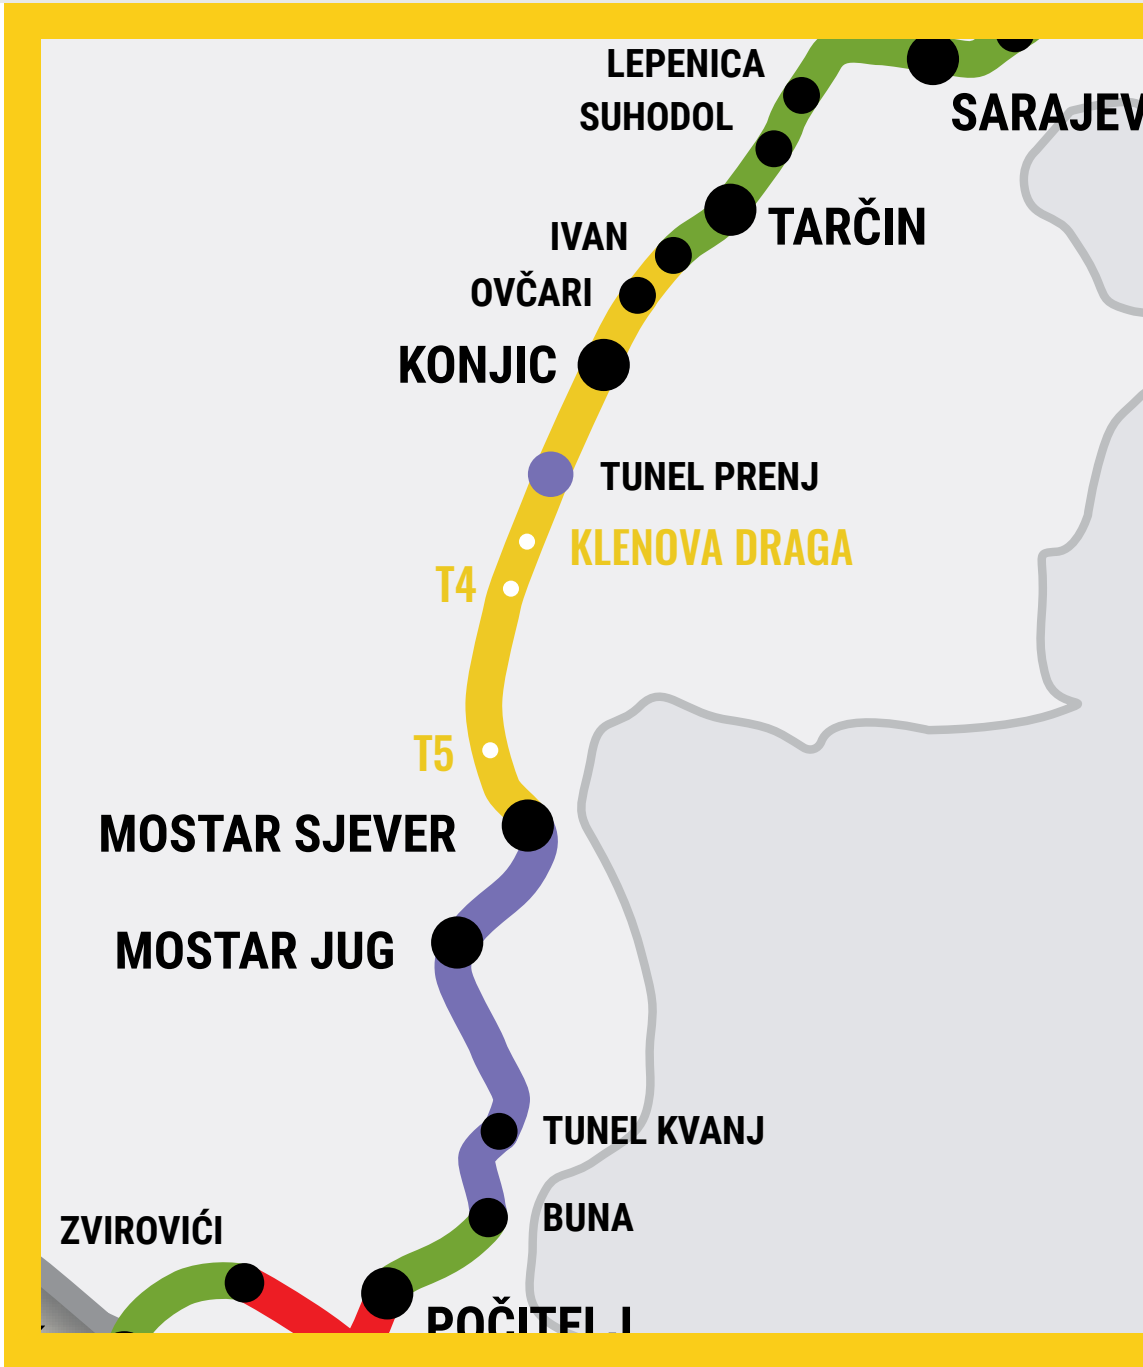 LEPENICA
SUHODOL
SARAJEV
TARČIN
IVAN
OVČARI
KONJIC
TUNEL PRENJ
KLENOVA DRAGA
T4
T5
MOSTAR SJEVER
MOSTAR JUG
TUNEL KVANJ
BUNA
ZVIROVIĆI
POČITELJ